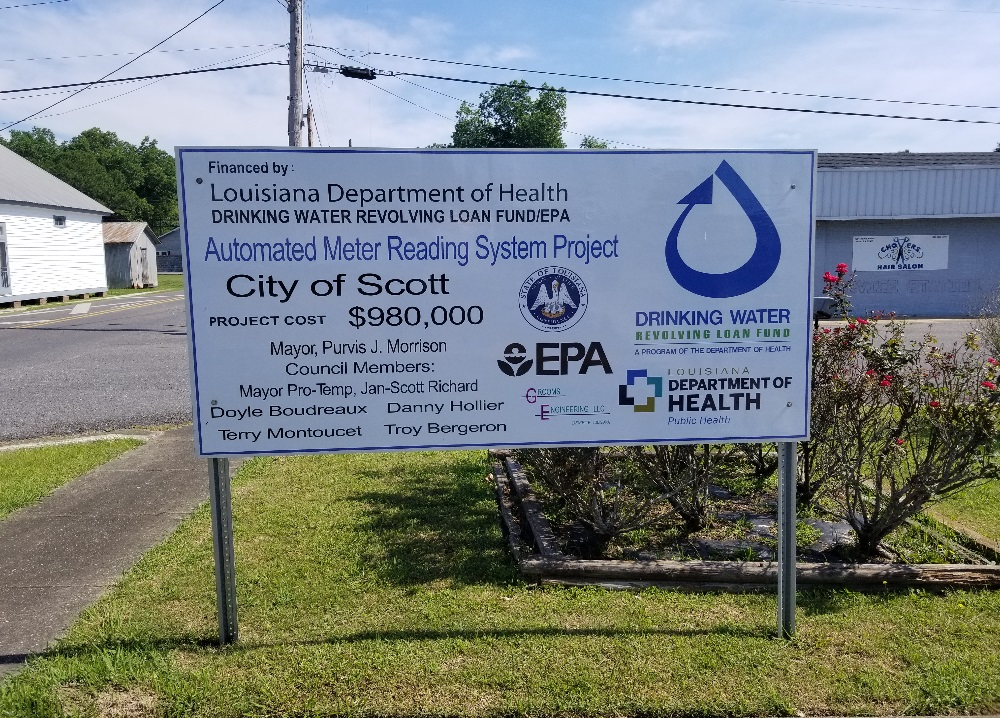 Financed by :
Louisiana Department of Health
DRINKING WATER REVOLVING LOAN FUND/EPA
Automated Meter Reading System Project
City of Scott
PROJECT COST $980,000
Mayor, Purvis J. Morrison
Council Members:
Mayor Pro-Temp, Jan-Scott Richard
Doyle Boudreaux Danny Hollier
Terry Montoucet Troy Bergeron
STATE OF LOUISIANA
EPA
GROOMS
ENGINEERING, LLC
DRINKING WATER
REVOLVING LOAN FUND
A PROGRAM OF THE DEPARTMENT OF HEALTH
LOUISIANA
DEPARTMENT OF
HEALTH
Public Health
HAIR SALON